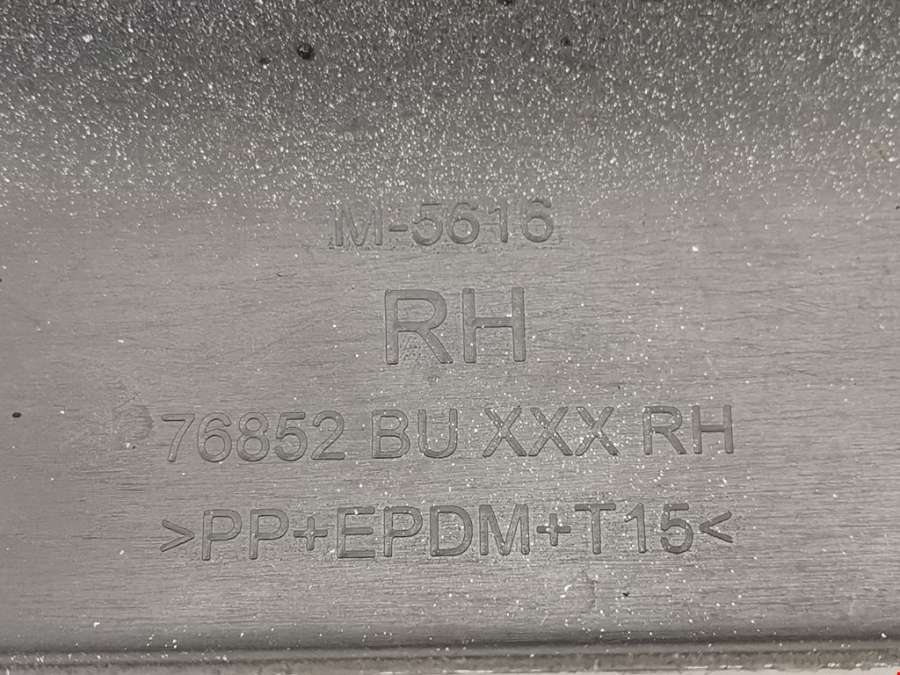 M-5616
RH
76852 BU XXX RH
>PP+EPDM+T15<